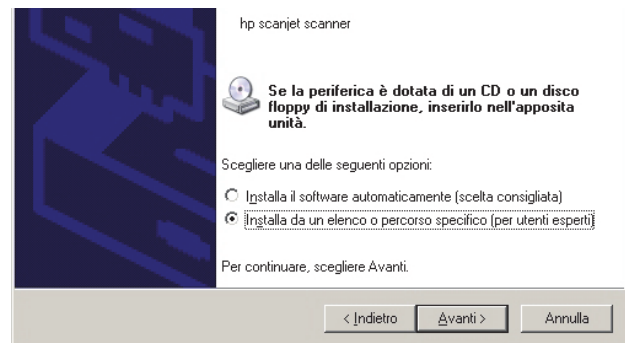 hp scanjet scanner
Se la periferica è dotata di un CD o un disco
floppy di installazione, inserirlo nell'apposita
unità.
Scegliere una delle seguenti opzioni:
Installa il software automaticamente (scelta consigliata)
Installa da un elenco o percorso specifico (per utenti esperti)
Per continuare, scegliere Avanti.
< Indietro
Avanti >
Annulla